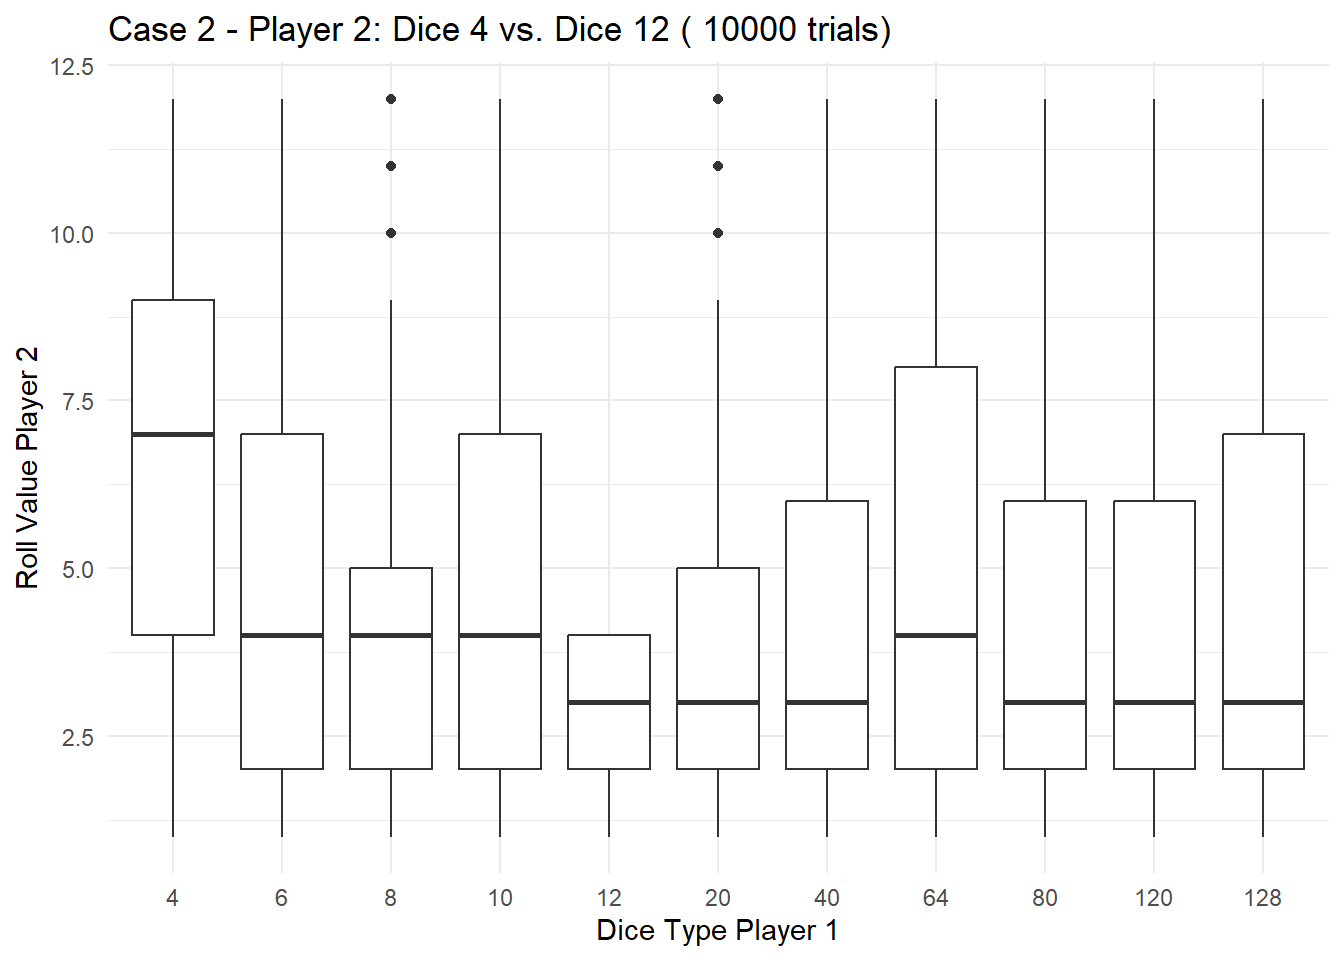 Case 2 - Player 2: Dice 4 vs. Dice 12 ( 10000 trials)
12.5
10.0
7.5
5.0
2.5
Roll Value Player 2
4 6 8 10 12 20 40 64 80 120 128
Dice Type Player 1